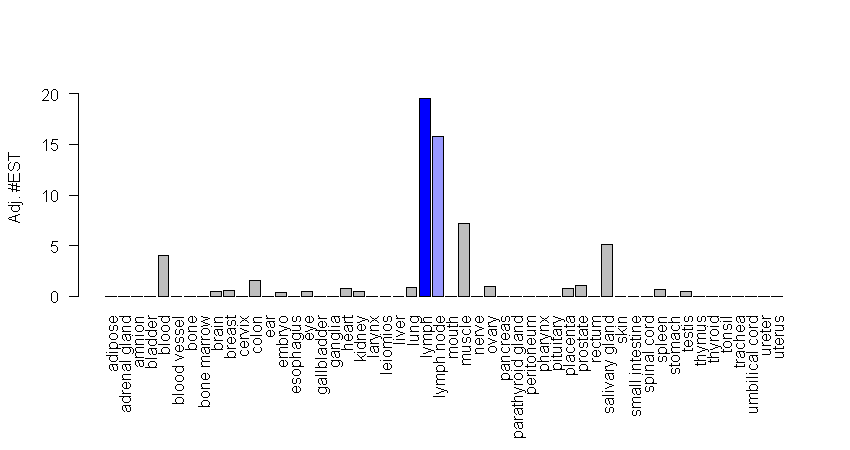 20
15
10
5
0
Adj. #EST
adipose
adrenal gland
amnion
bladder
blood
blood vessel
bone
bone marrow
brain
breast
cervix
colon
ear
embryo
esophagus
eye
gallbladder
ganglia
heart
kidney
larynx
leiomios
liver
lung
lymph
lymph node
mouth
muscle
nerve
ovary
pancreas
parathyroid gland
peritoneum
pharynx
pituitary
placenta
prostate
rectum
salivary gland
skin
small intestine
spinal cord
spleen
stomach
testis
thymus
thyroid
tonsil
trachea
umbilical cord
ureter
uterus